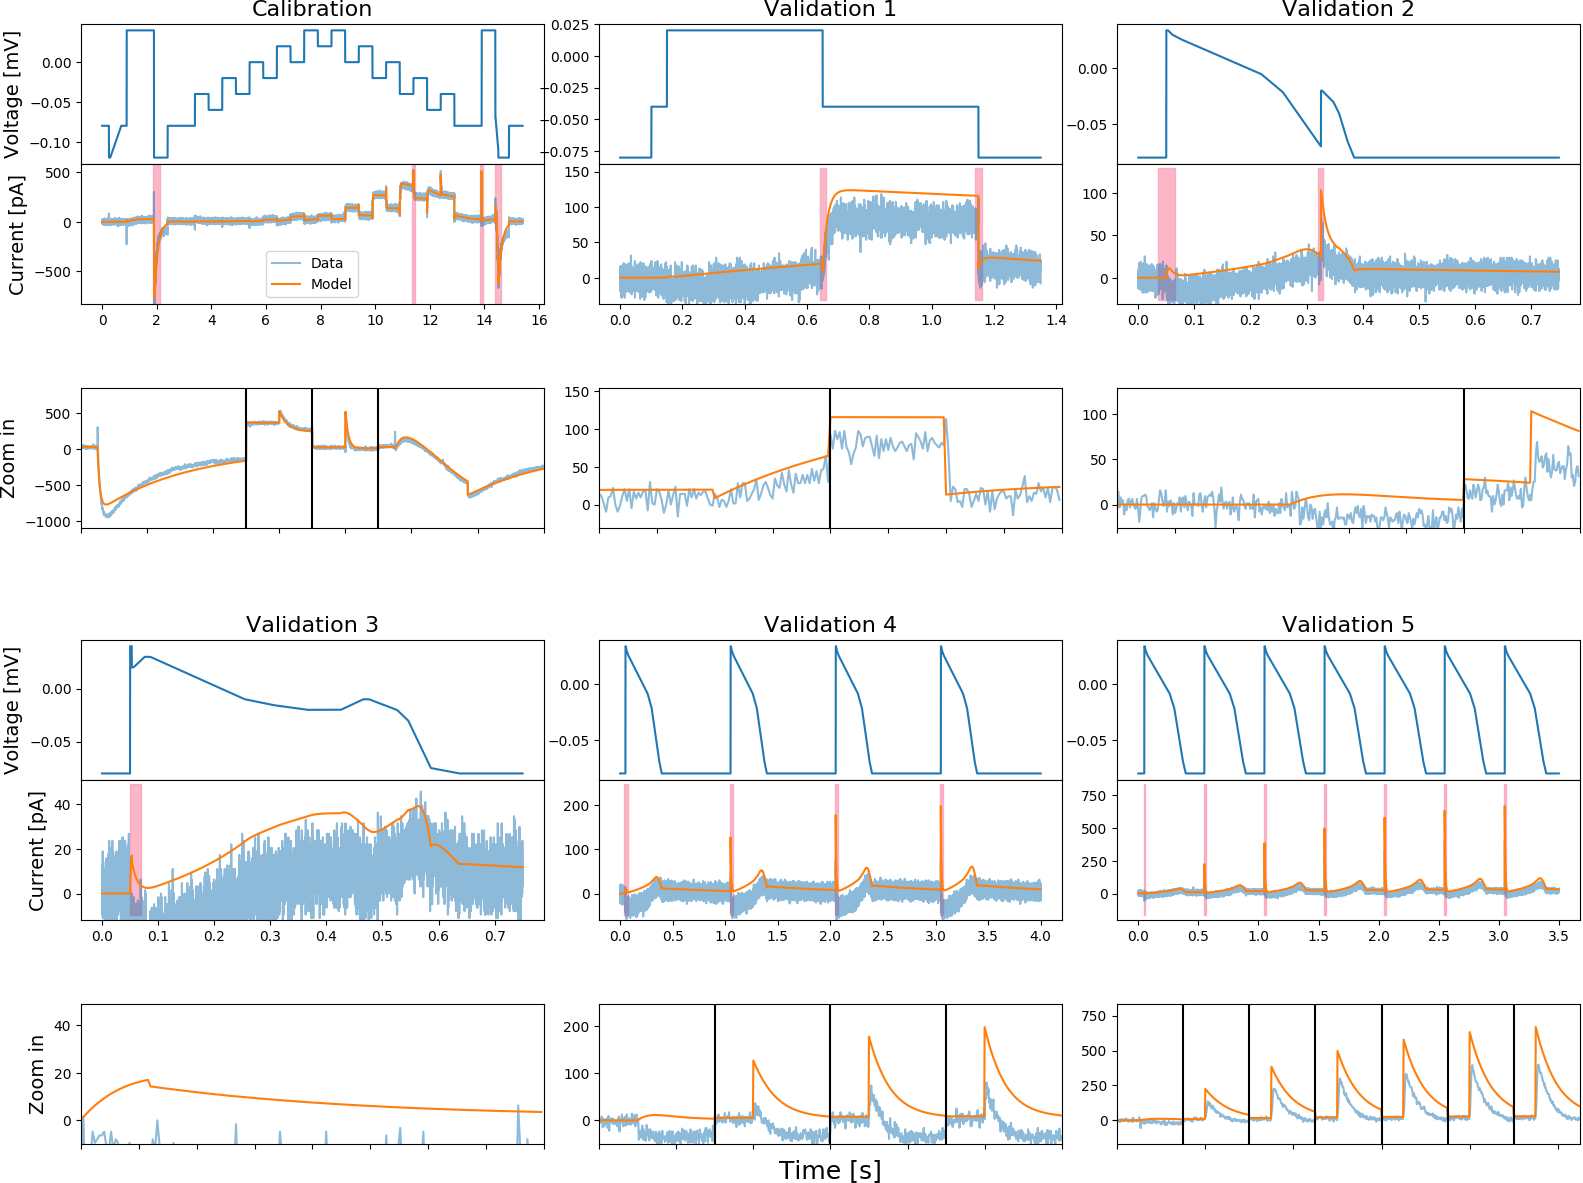 Calibration
Validation 1
Validation 2
Voltage [mV]
0.00
−0.05
−0.10
0.025
0.000
−0.025
−0.050
−0.075
0.00
−0.05
Current [pA]
500
0
−500
Data
Model
150
100
50
0
100
50
0
0 2 4 6 8 10 12 14 16
0.0 0.2 0.4 0.6 0.8 1.0 1.2 1.4
0.0 0.1 0.2 0.3 0.4 0.5 0.6 0.7
Zoom in
500
0
−500
−1000
150
100
50
0
100
50
0
Validation 3
Validation 4
Validation 5
Voltage [mV]
0.00
−0.05
0.00
−0.05
0.00
−0.05
Current [pA]
40
20
0
200
100
0
750
500
250
0
0.0 0.1 0.2 0.3 0.4 0.5 0.6 0.7
0.0 0.5 1.0 1.5 2.0 2.5 3.0 3.5 4.0
0.0 0.5 1.0 1.5 2.0 2.5 3.0 3.5
Zoom in
40
20
0
200
100
0
750
500
250
0
Time [s]